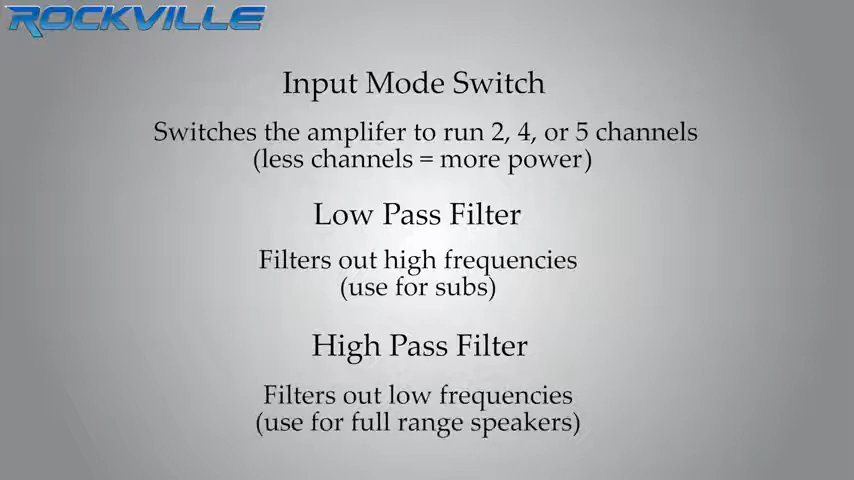 ROCKVILLE
Input Mode Switch
Switches the amplifer to run 2, 4, or 5 channels
(less channels = more power)
Low Pass Filter
Filters out high frequencies
(use for subs)
High Pass Filter
Filters out low frequencies
(use for full range speakers)